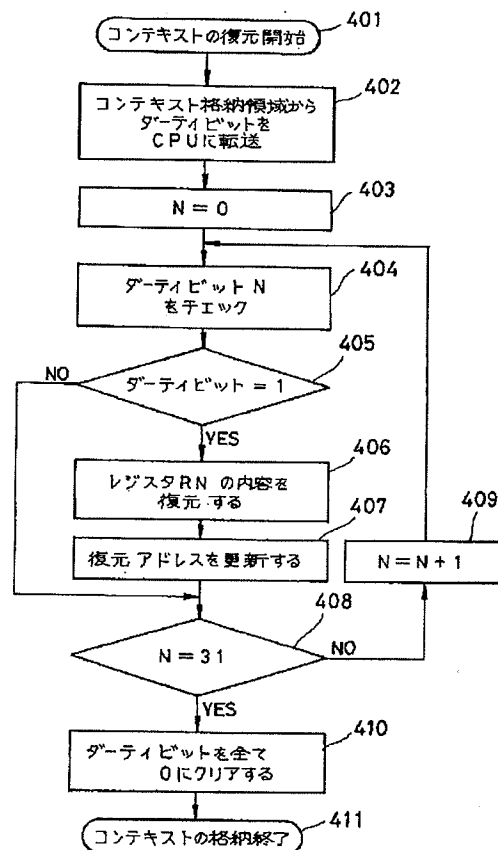 コンテキストの復元開始
401
コンテキスト格納領域から
ダーティビットを
CPUに転送
402
N = 0
403
ダーティビット N
をチェック
404
ダーティビット = 1
405
NO
YES
レジスタRN の内容を
復元する
406
復元アドレスを更新する
407
N = N + 1
409
N = 31
408
NO
YES
ダーティビットを全て
0にクリアする
410
コンテキストの格納終了
411